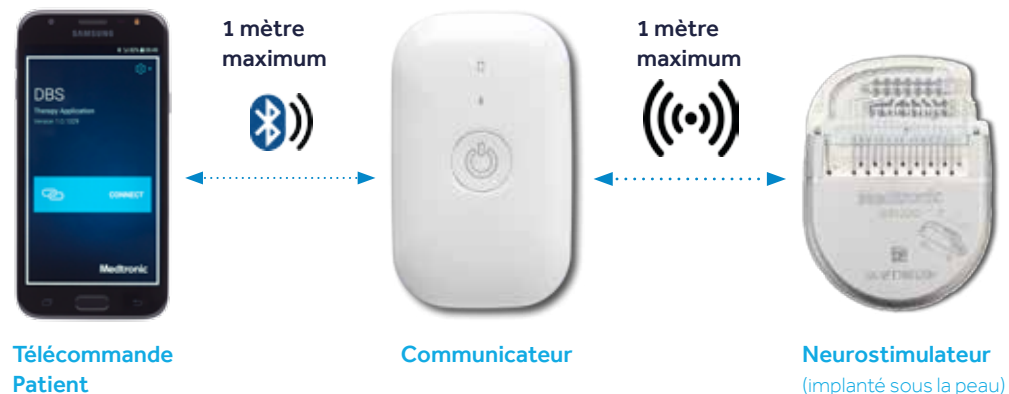 1 mètre
maximum
1 mètre
maximum
SAMSUNG
DBS
Therapy Application
CONNECT
Medtronic
Medtronic
Télécommande
Patient
Communicateur
Neurostimulateur
(implanté sous la peau)